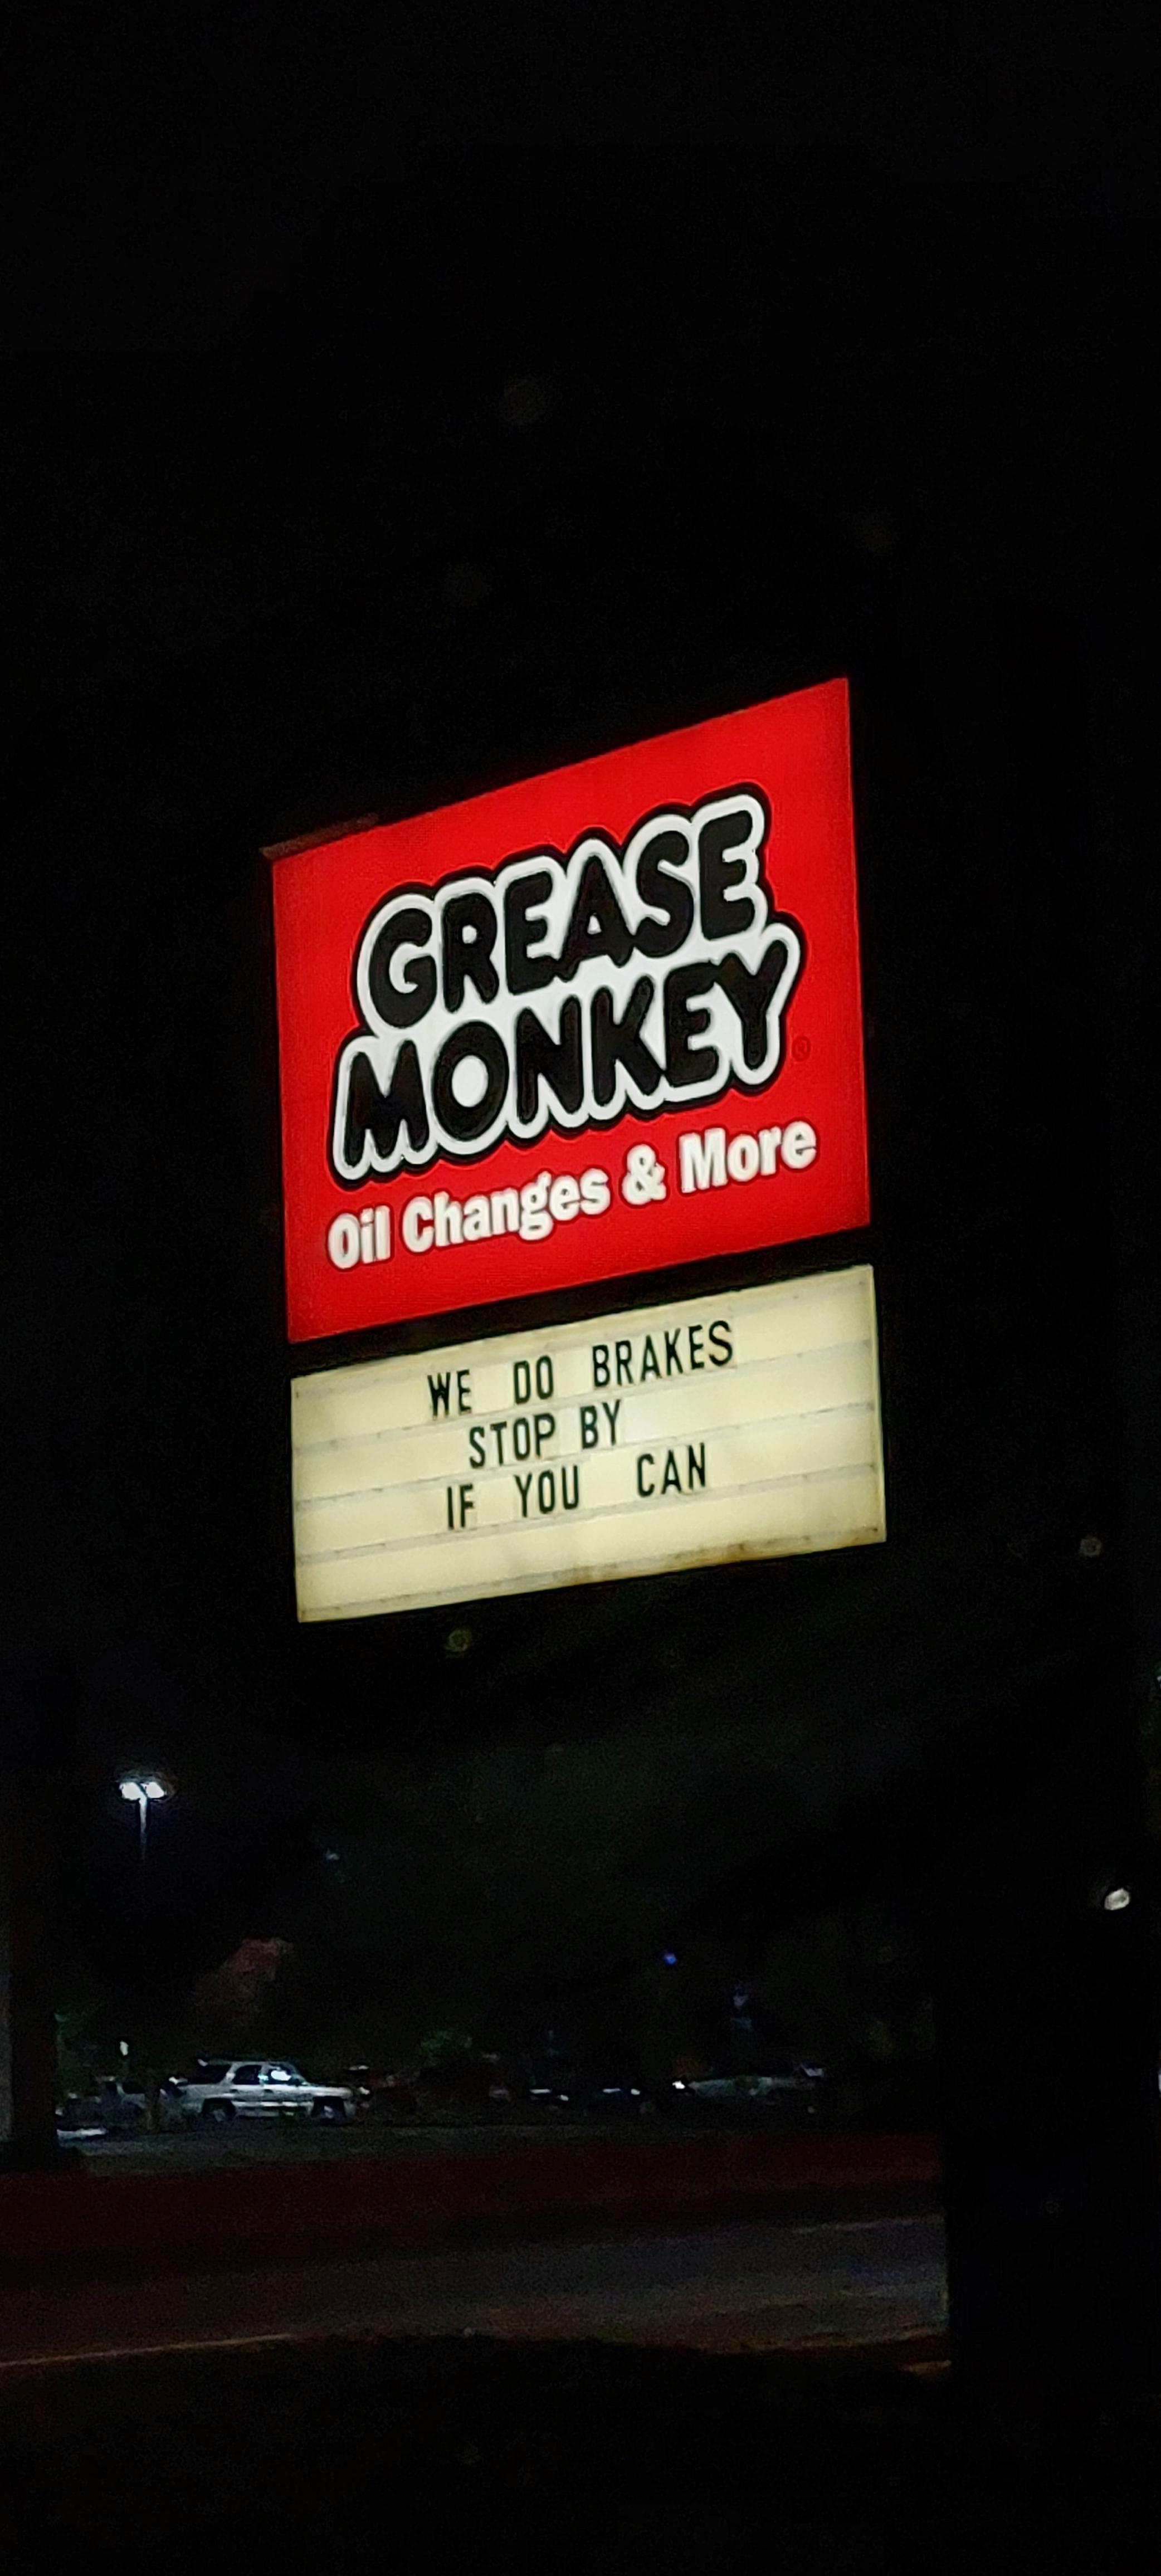 GREASE
MONKEY®
Oil Changes & More
WE DO BRAKES
STOP BY
IF YOU CAN